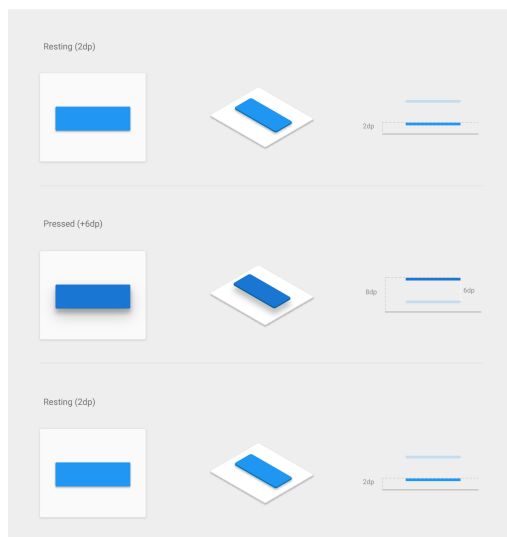 Resting (2dp)
2dp
Pressed (+6dp)
8dp
6dp
Resting (2dp)
2dp